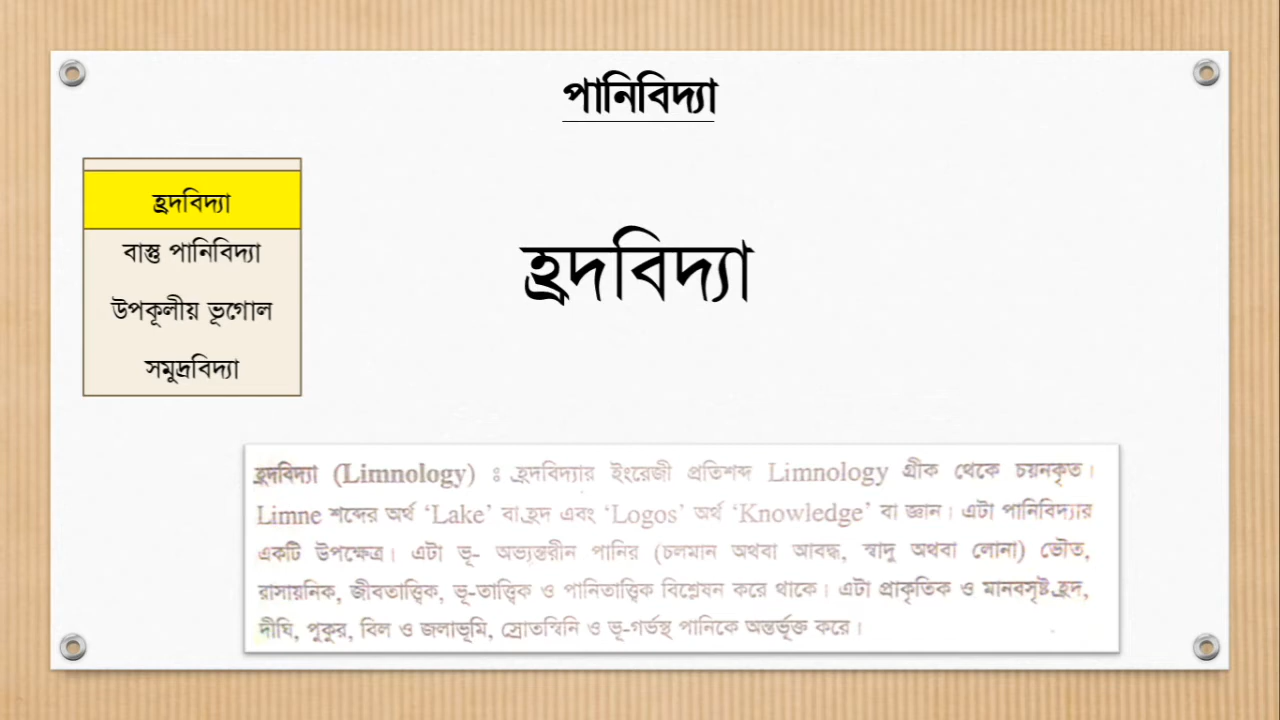 পানিবিদ্যা
হ্রদবিদ্যা
বাস্তু পানিবিদ্যা
উপকূলীয় ভূগোল
সমুদ্রবিদ্যা
হ্রদবিদ্যা
হ্রদবিদ্যা (Limnology) ঃ হ্রদবিদ্যার ইংরেজী প্রতিশব্দ Limnology গ্রীক থেকে চয়নকৃত।
Limne শব্দের অর্থ ‘Lake’ বা হ্রদ এবং ‘Logos’ অর্থ ‘Knowledge’ বা জ্ঞান। এটা পানিবিদ্যার
একটি উপক্ষেত্র। এটা ভূ- অভ্যন্তরীন পানির (চলমান অথবা আবদ্ধ, স্বাদু অথবা লোনা) ভৌত,
রাসায়নিক, জীবতাত্ত্বিক, ভূ-তাত্ত্বিক ও পানিতাত্ত্বিক বিশ্লেষন করে থাকে। এটা প্রাকৃতিক ও মানবসৃষ্ট হ্রদ,
দীঘি, পুকুর, বিল ও জলাভূমি, স্রোতস্বিনি ও ভূ-গর্ভস্থ পানিকে অন্তর্ভূক্ত করে।